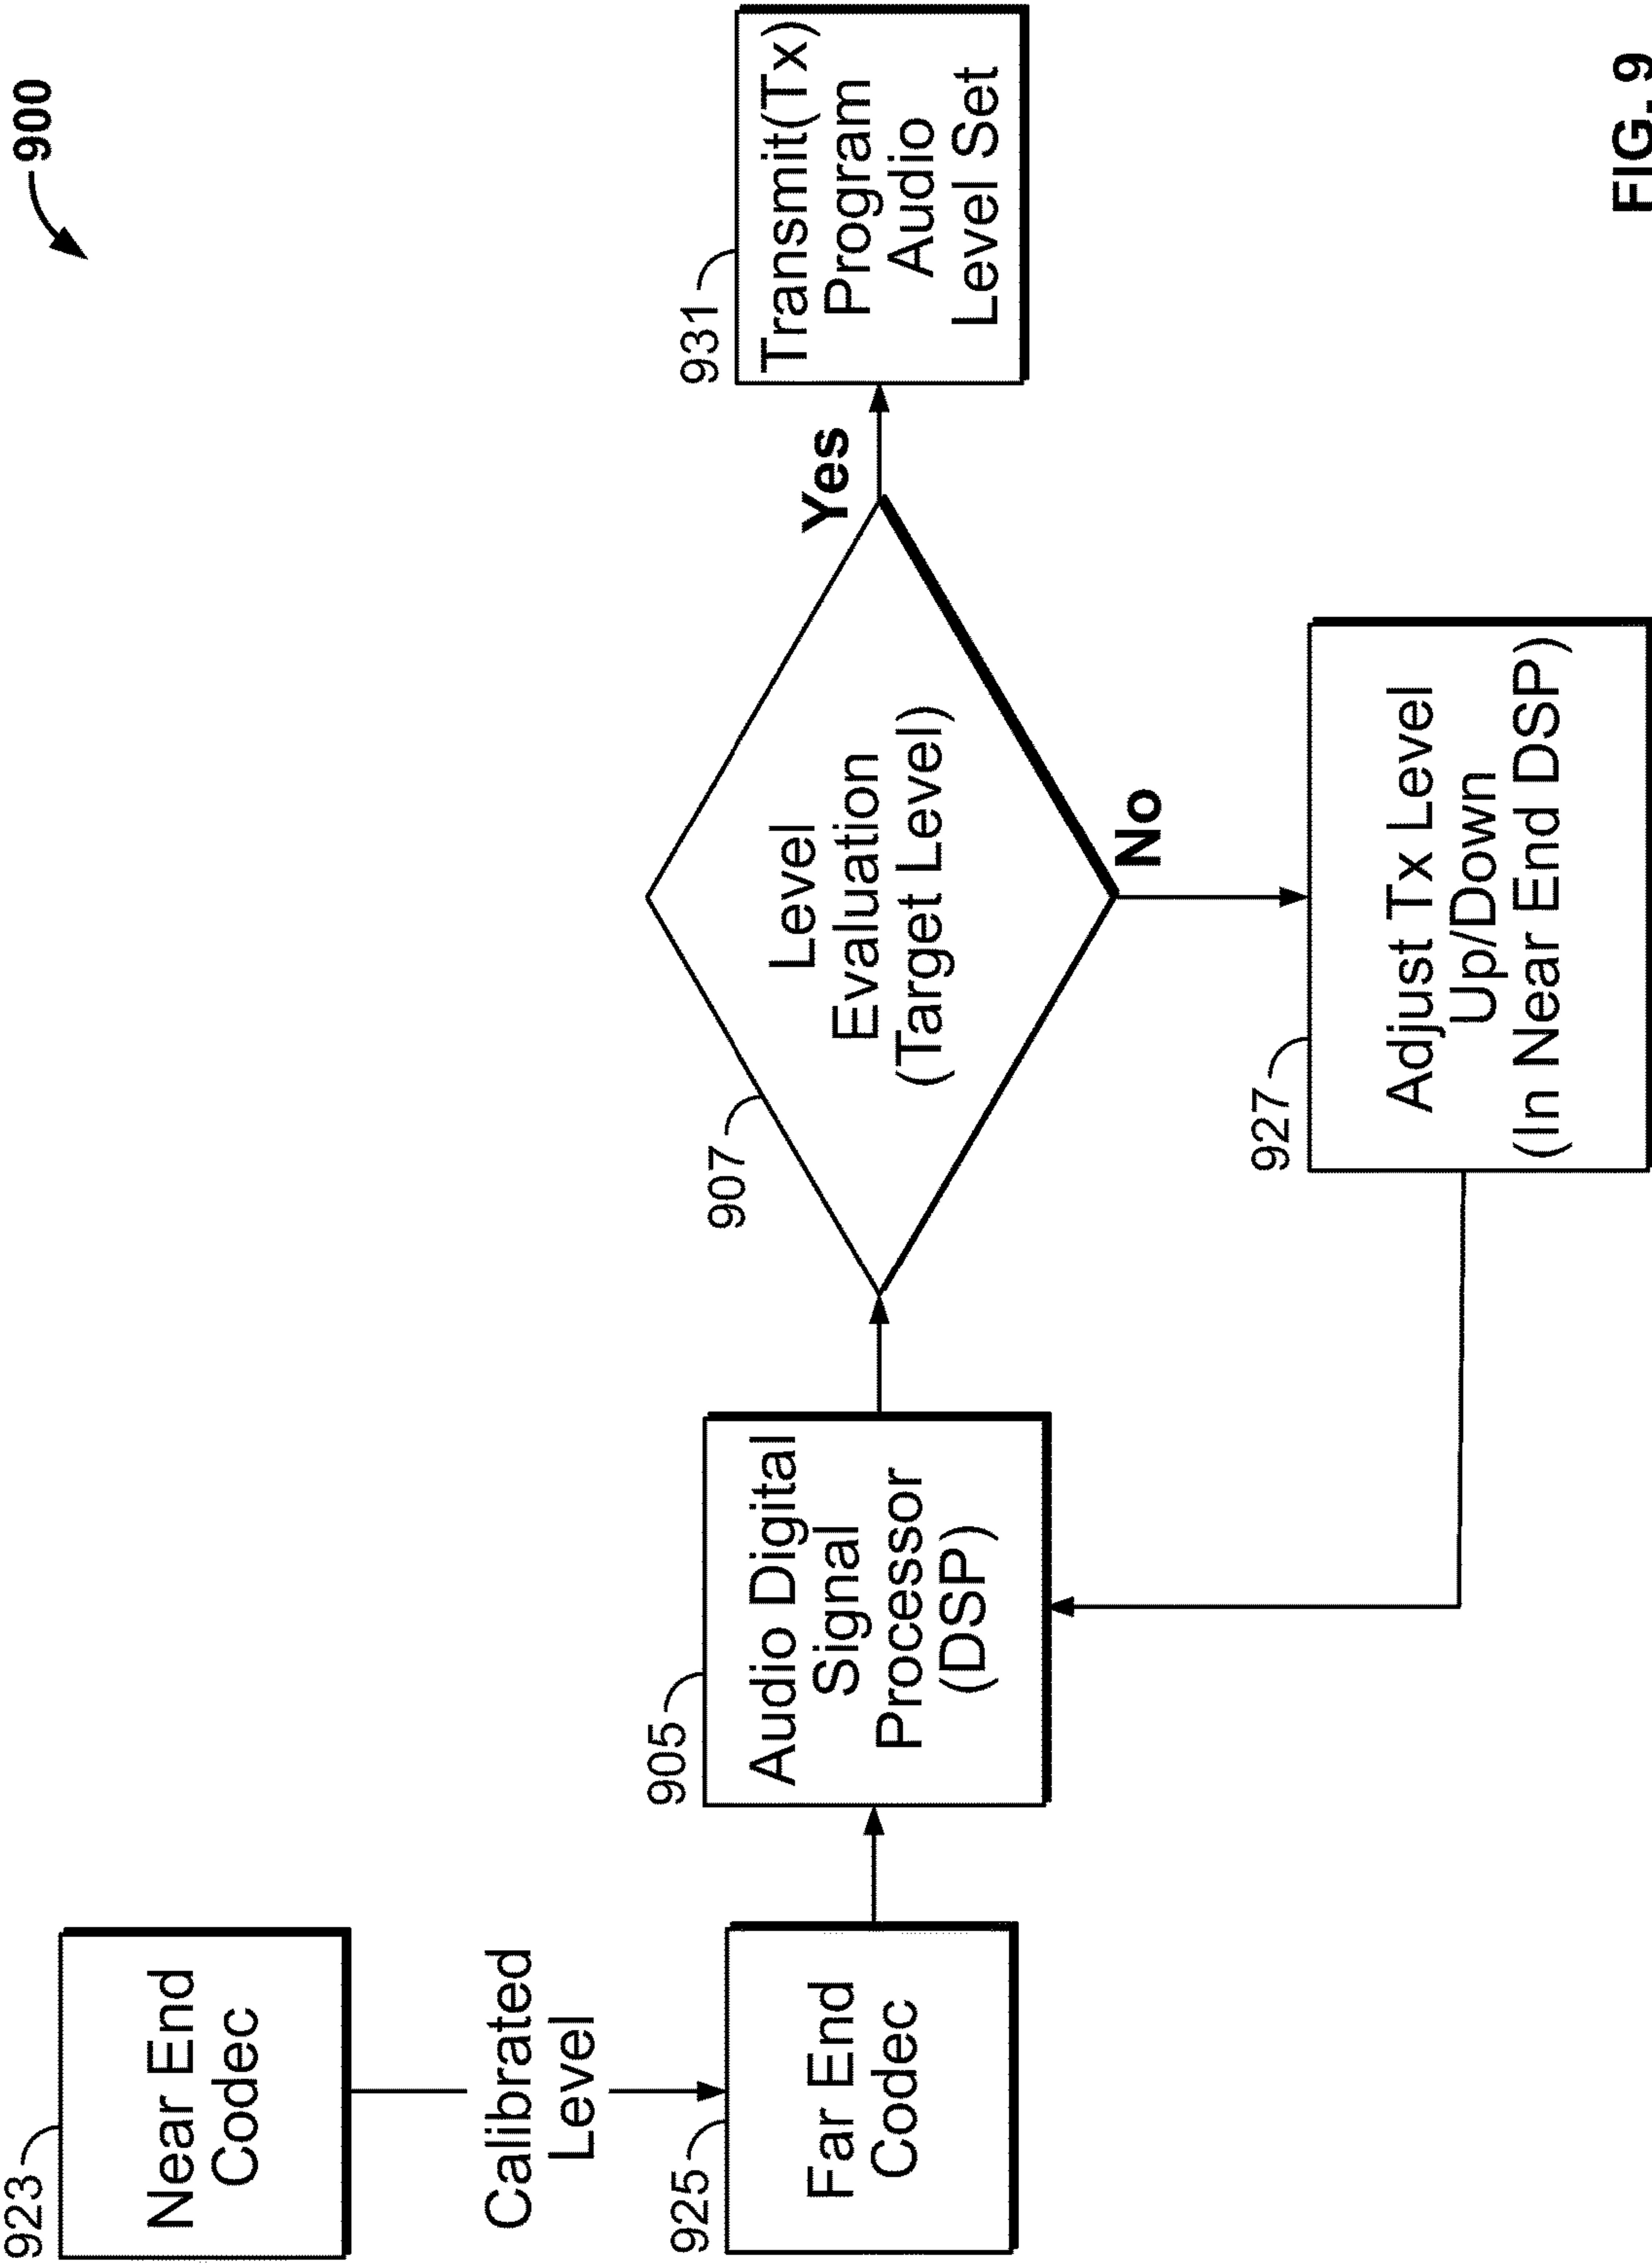 900
923
Near End
Codec
Calibrated
Level
925
Far End
Codec
905
Audio Digital
Signal
Processor
(DSP)
907
Level
Evaluation
(Target Level)
Yes
931
Transmit(Tx)
Program
Audio
Level Set
No
927
Adjust Tx Level
Up/Down
(In Near End DSP)
FIG. 9